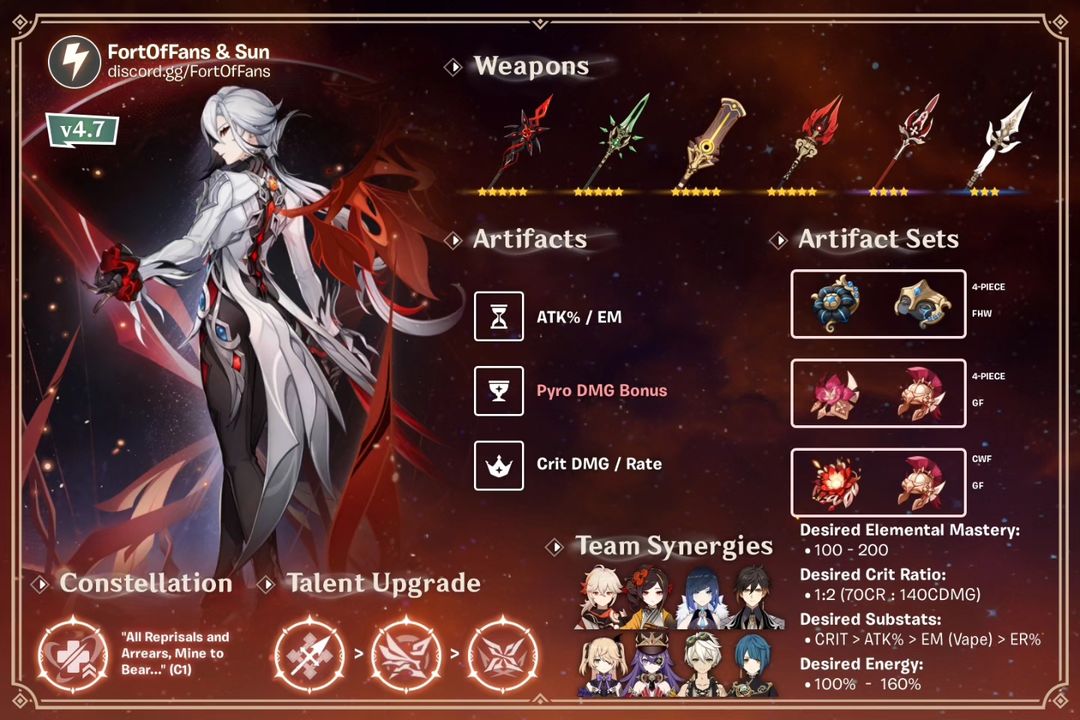 FortOfFans & Sun
discord.gg/FortOfFans
v4.7
Weapons
Artifacts
ATK% / EM
Pyro DMG Bonus
Crit DMG / Rate
Artifact Sets
4-PIECE
FHW
4-PIECE
GF
CWF
GF
Desired Elemental Mastery:
• 100 - 200
Desired Crit Ratio:
• 1:2 (70CR : 140CDMG)
Desired Substats:
• CRIT > ATK% > EM (Vape) > ER%
Desired Energy:
• 100% - 160%
Team Synergies
Constellation
"All Reprisals and
Arrears, Mine to
Bear..." (C1)
Talent Upgrade
> >